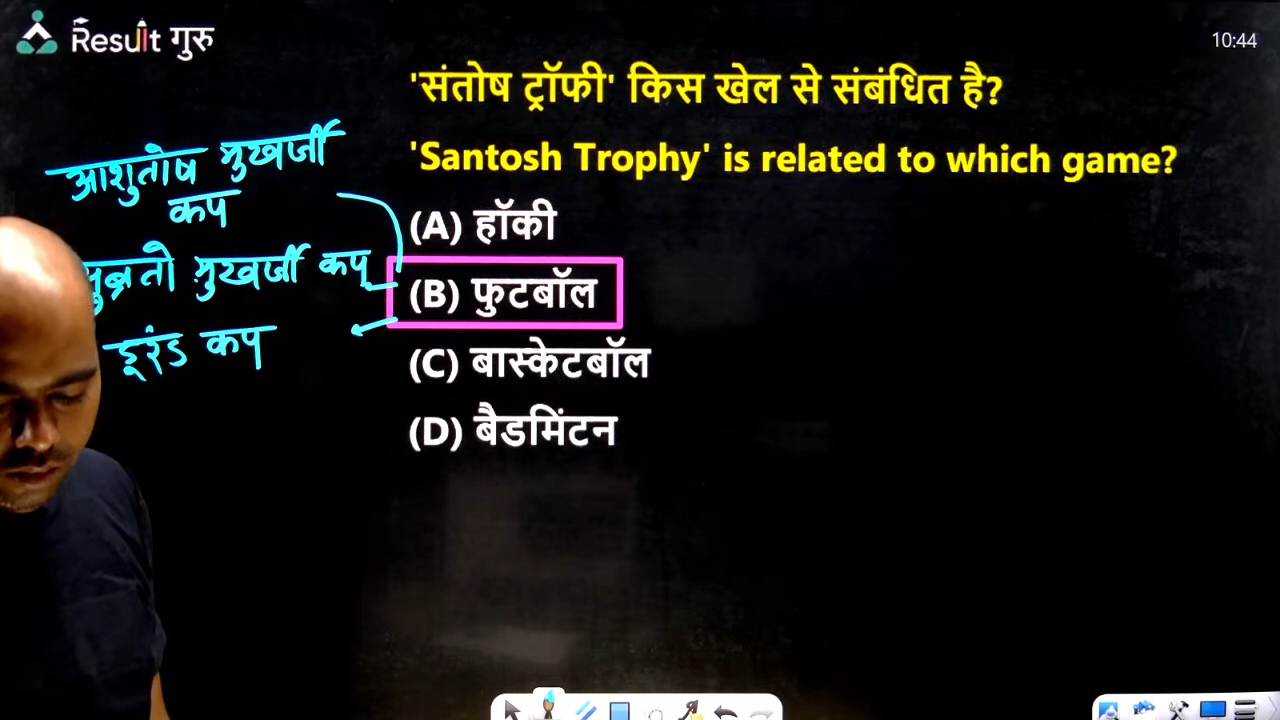 Result गुरु
10:44
'संतोष ट्रॉफी' किस खेल से संबंधित है?
'Santosh Trophy' is related to which game?
(A) हॉकी
(B) फुटबॉल
(C) बास्केटबॉल
(D) बैडमिंटन
आशुतोष मुखर्जी
कप
सुब्रतो मुखर्जी कप
डूरंड कप